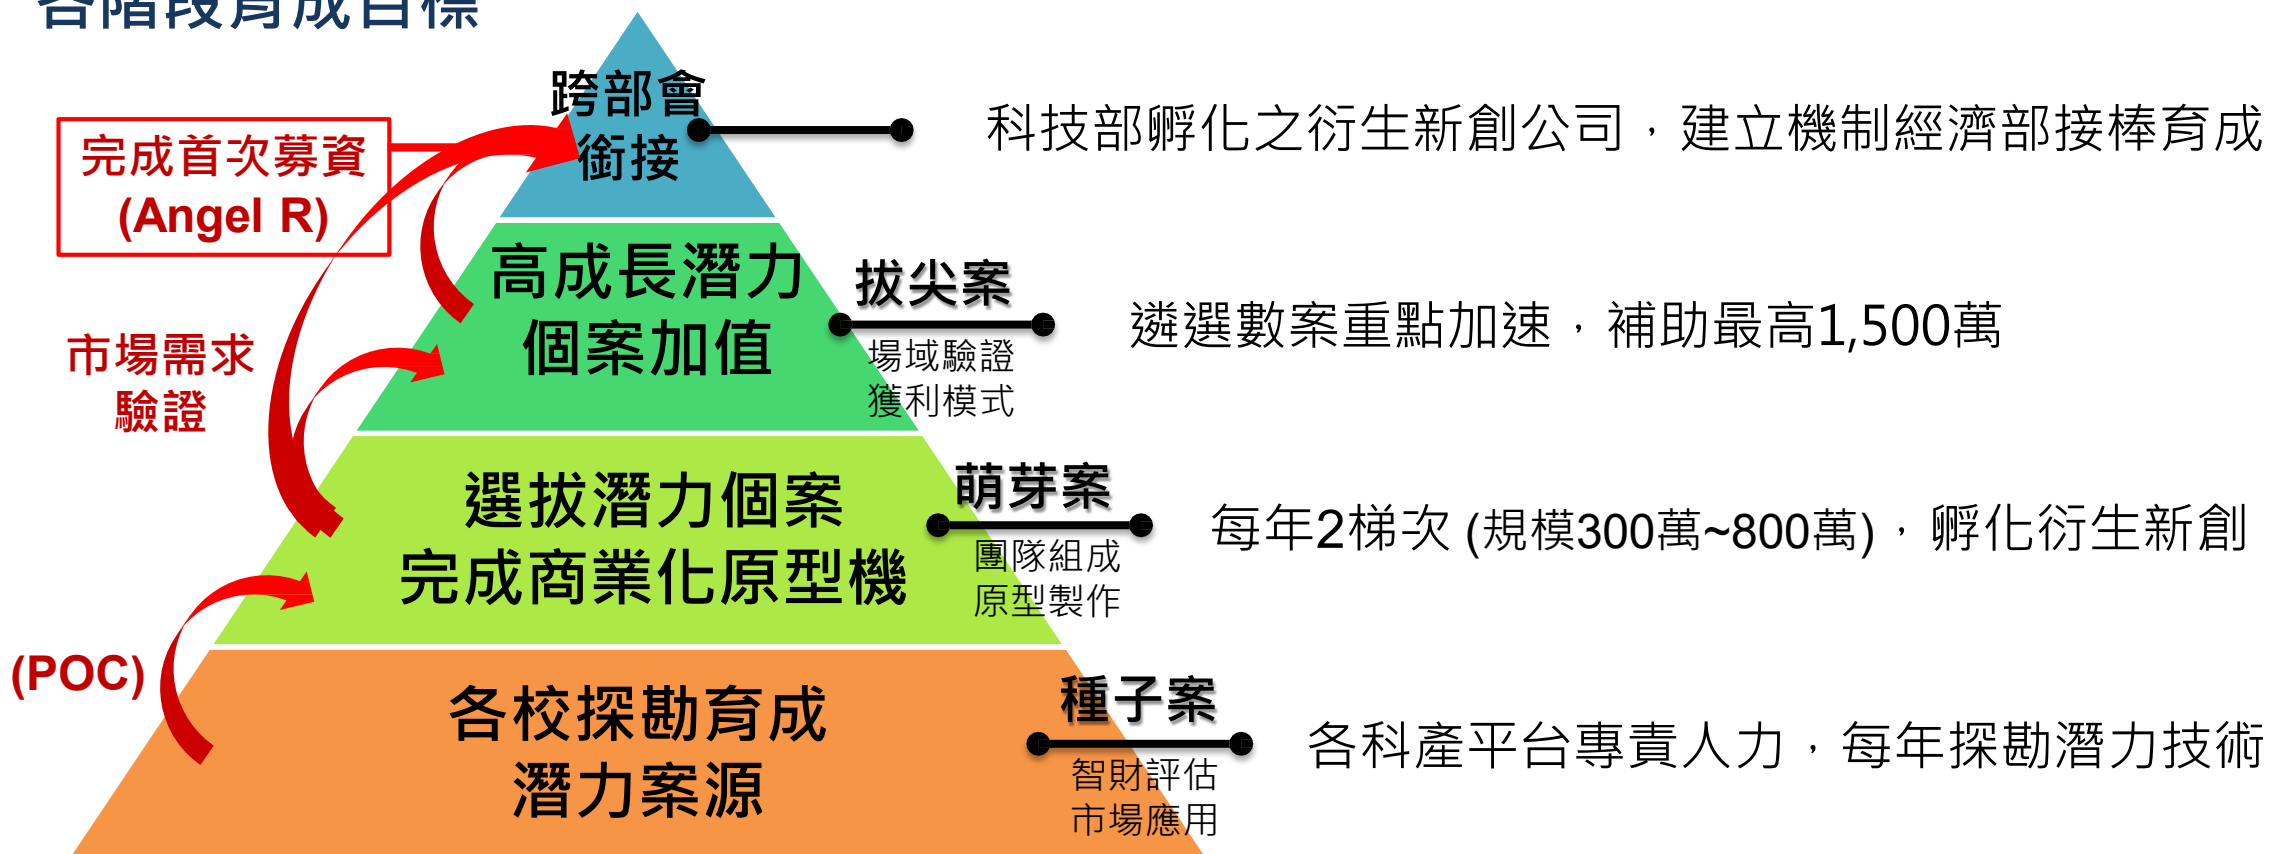 各階段育成目標
跨部會
銜接
科技部孵化之衍生新創公司，建立機制經濟部接棒育成
完成首次募資
(Angel R)
高成長潛力
個案加值
拔尖案
場域驗證
獲利模式
遴選數案重點加速，補助最高1,500萬
市場需求
驗證
選拔潛力個案
完成商業化原型機
萌芽案
團隊組成
原型製作
每年2梯次 (規模300萬~800萬)，孵化衍生新創
(POC)
各校探勘育成
潛力案源
種子案
智財評估
市場應用
各科產平台專責人力，每年探勘潛力技術